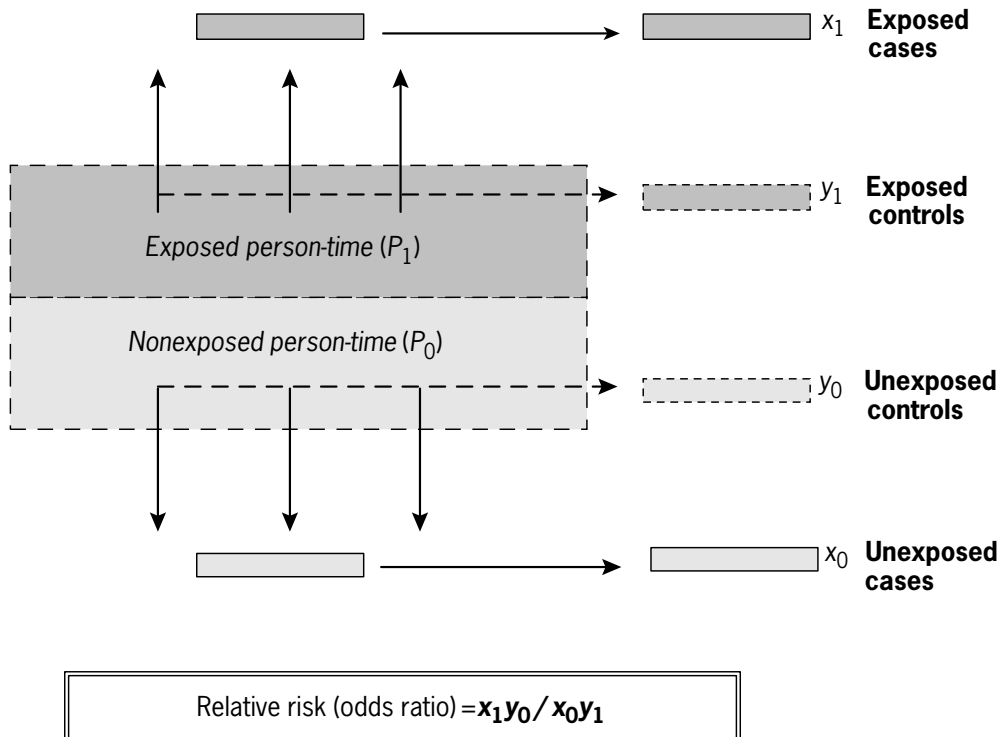 x1 Exposed
cases
y1 Exposed
controls
Exposed person-time (P1)
Nonexposed person-time (P0)
y0 Unexposed
controls
x0 Unexposed
cases
Relative risk (odds ratio) = x1y0 / x0y1